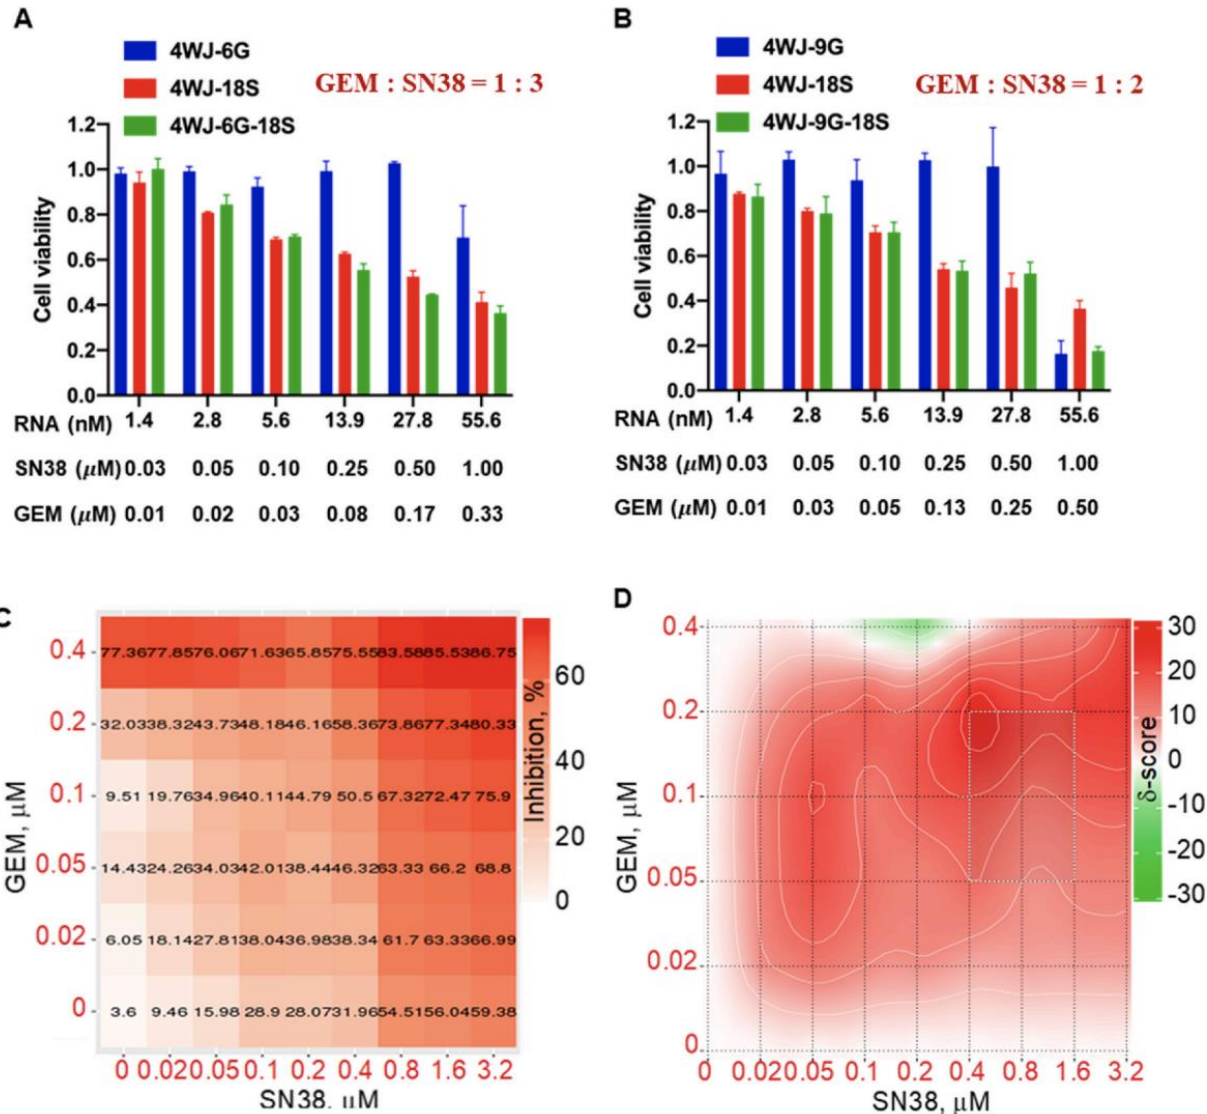 A
4WJ-6G
4WJ-18S
4WJ-6G-18S
GEM : SN38 = 1 : 3
Cell viability
1.2
1.0
0.8
0.6
0.4
0.2
0.0
RNA (nM) 1.4 2.8 5.6 13.9 27.8 55.6
SN38 (μM) 0.03 0.05 0.10 0.25 0.50 1.00
GEM (μM) 0.01 0.02 0.03 0.08 0.17 0.33
B
4WJ-9G
4WJ-18S
4WJ-9G-18S
GEM : SN38 = 1 : 2
Cell viability
1.2
1.0
0.8
0.6
0.4
0.2
0.0
RNA (nM) 1.4 2.8 5.6 13.9 27.8 55.6
SN38 (μM) 0.03 0.05 0.10 0.25 0.50 1.00
GEM (μM) 0.01 0.03 0.05 0.13 0.25 0.50
C
GEM, μM
0.4 77.36 77.85 76.06 71.63 65.85 75.55 83.58 85.53 86.75
0.2 32.03 38.32 43.73 48.18 46.16 58.36 73.86 77.34 80.33
0.1 9.51 19.76 34.96 40.11 44.79 50.5 67.32 72.47 75.9
0.05 14.43 24.26 34.03 42.01 38.44 46.32 63.33 66.2 68.8
0.02 6.05 18.14 27.81 38.04 36.98 38.34 61.7 63.33 66.99
0 3.6 9.46 15.98 28.9 28.07 31.96 54.51 56.04 59.38
0 0.02 0.05 0.1 0.2 0.4 0.8 1.6 3.2
SN38, μM
Inhibition, %
60
40
20
0
D
GEM, μM
0.4
0.2
0.1
0.05
0.02
0
0 0.02 0.05 0.1 0.2 0.4 0.8 1.6 3.2
SN38, μM
δ-score
30
20
10
0
-10
-20
-30